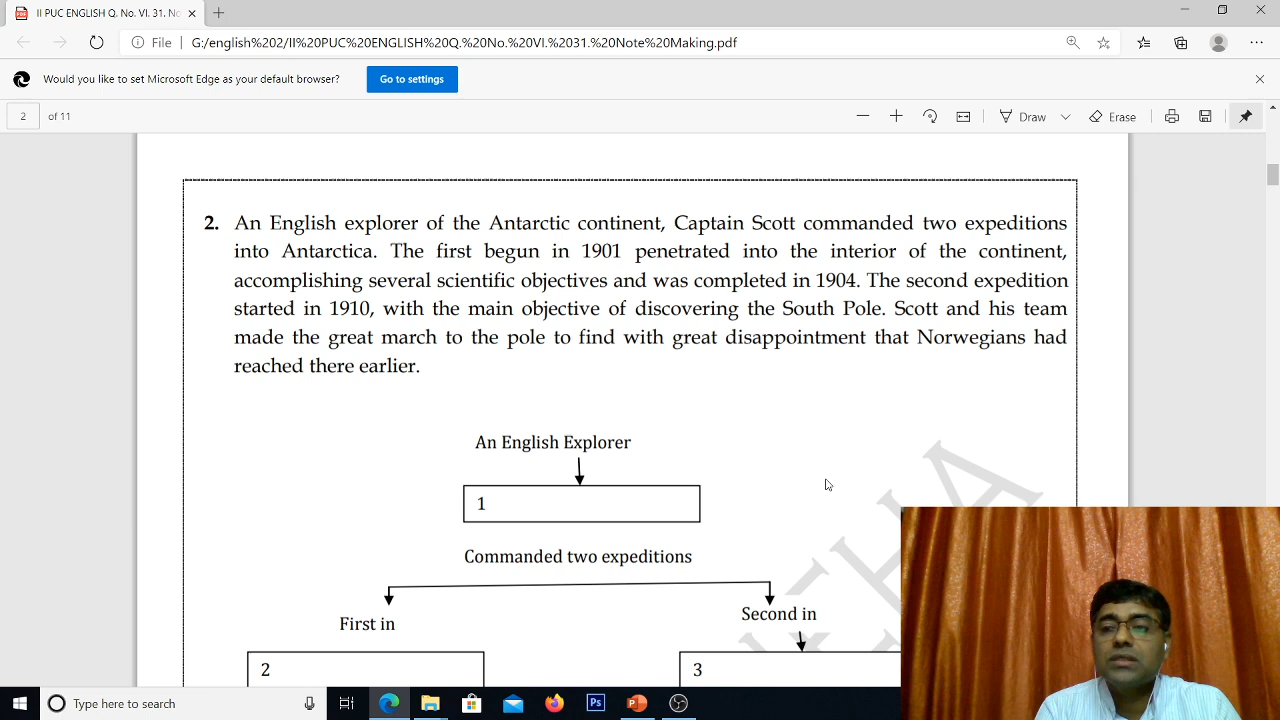 II PUC ENGLISH Q. No. VI. 31. No
File
G:/english%202/II%20PUC%20ENGLISH%20Q.%20No.%20VI.%2031.%20Note%20Making.pdf
Would you like to set Microsoft Edge as your default browser?
Go to settings
2 of 11
Draw
Erase
2. An English explorer of the Antarctic continent, Captain Scott commanded two expeditions
into Antarctica. The first begun in 1901 penetrated into the interior of the continent,
accomplishing several scientific objectives and was completed in 1904. The second expedition
started in 1910, with the main objective of discovering the South Pole. Scott and his team
made the great march to the pole to find with great disappointment that Norwegians had
reached there earlier.
An English Explorer
1
Commanded two expeditions
First in
Second in
2
3
Type here to search
Ps